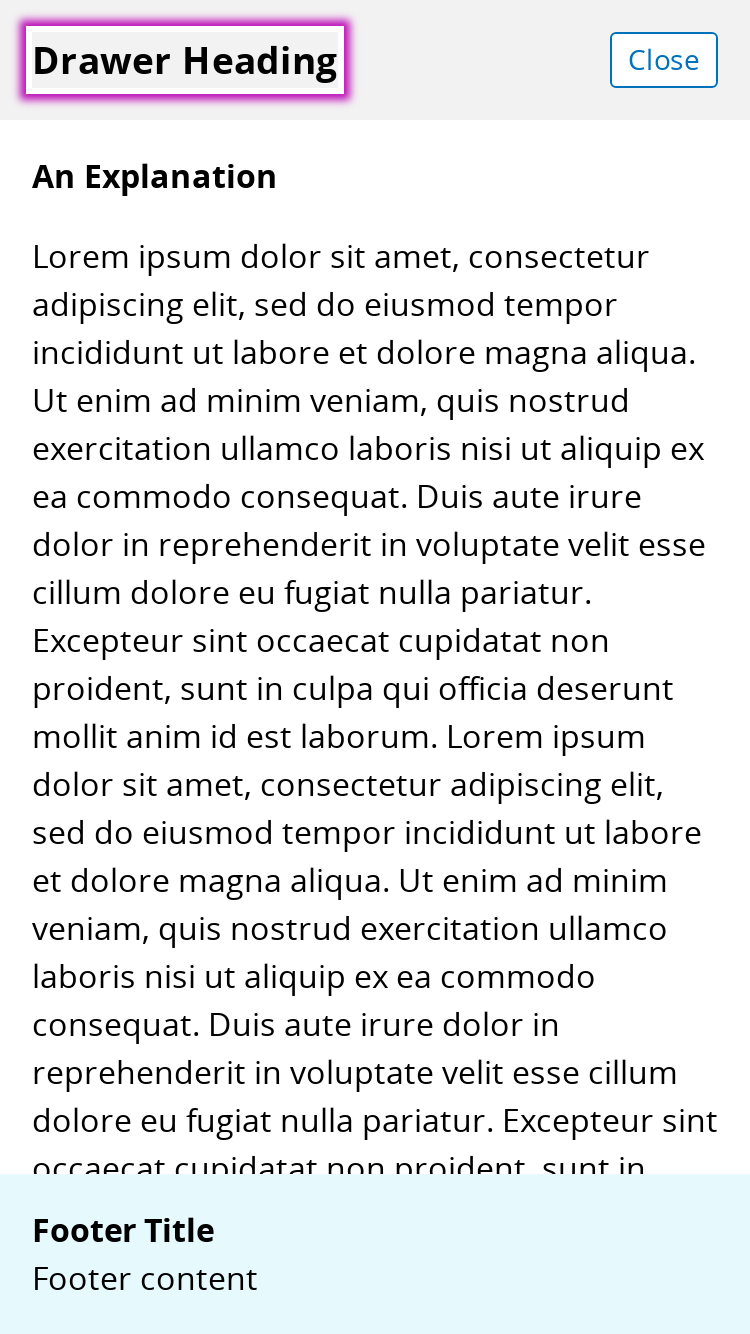 Drawer Heading
Close
An Explanation
Lorem ipsum dolor sit amet, consectetur
adipiscing elit, sed do eiusmod tempor
incididunt ut labore et dolore magna aliqua.
Ut enim ad minim veniam, quis nostrud
exercitation ullamco laboris nisi ut aliquip ex
ea commodo consequat. Duis aute irure
dolor in reprehenderit in voluptate velit esse
cillum dolore eu fugiat nulla pariatur.
Excepteur sint occaecat cupidatat non
proident, sunt in culpa qui officia deserunt
mollit anim id est laborum. Lorem ipsum
dolor sit amet, consectetur adipiscing elit,
sed do eiusmod tempor incididunt ut labore
et dolore magna aliqua. Ut enim ad minim
veniam, quis nostrud exercitation ullamco
laboris nisi ut aliquip ex ea commodo
consequat. Duis aute irure dolor in
reprehenderit in voluptate velit esse cillum
dolore eu fugiat nulla pariatur. Excepteur sint
occaecat cupidatat non proident, sunt in
Footer Title
Footer content